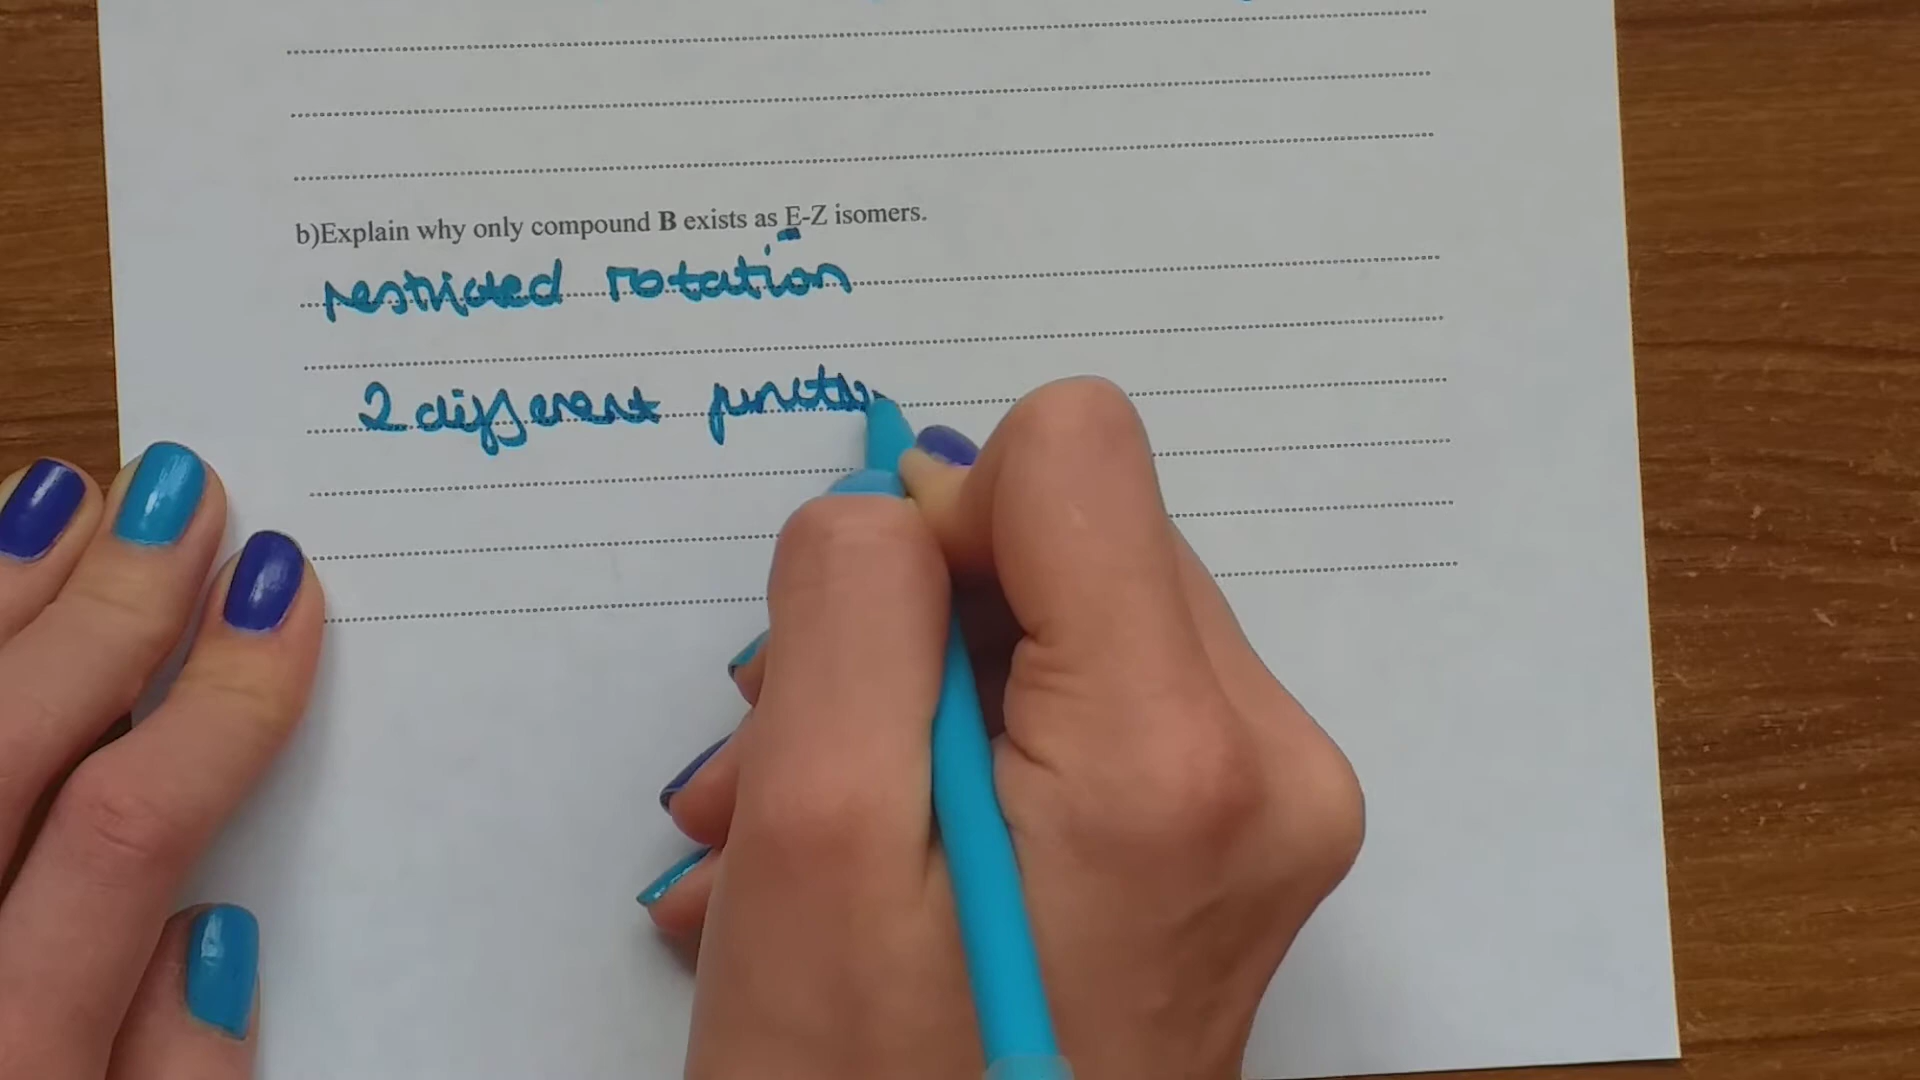 b)Explain why only compound B exists as E-Z isomers.
restricted rotation
2 different